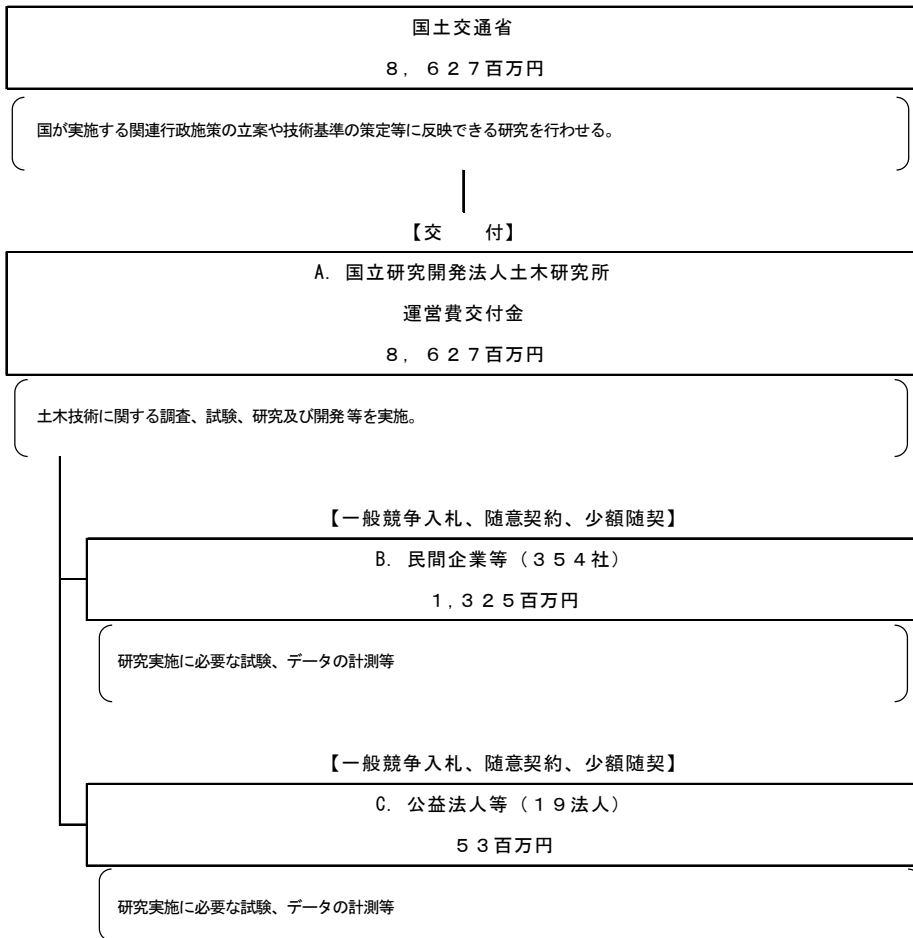 国土交通省
８，６２７百万円
国が実施する関連行政施策の立案や技術基準の策定等に反映できる研究を行わせる。
【交　　付】
A. 国立研究開発法人土木研究所
運営費交付金
８，６２７百万円
土木技術に関する調査、試験、研究及び開発等を実施。
【一般競争入札、随意契約、少額随契】
B. 民間企業等（３５４社）
１，３２５百万円
研究実施に必要な試験、データの計測等
【一般競争入札、随意契約、少額随契】
C. 公益法人等（１９法人）
５３百万円
研究実施に必要な試験、データの計測等